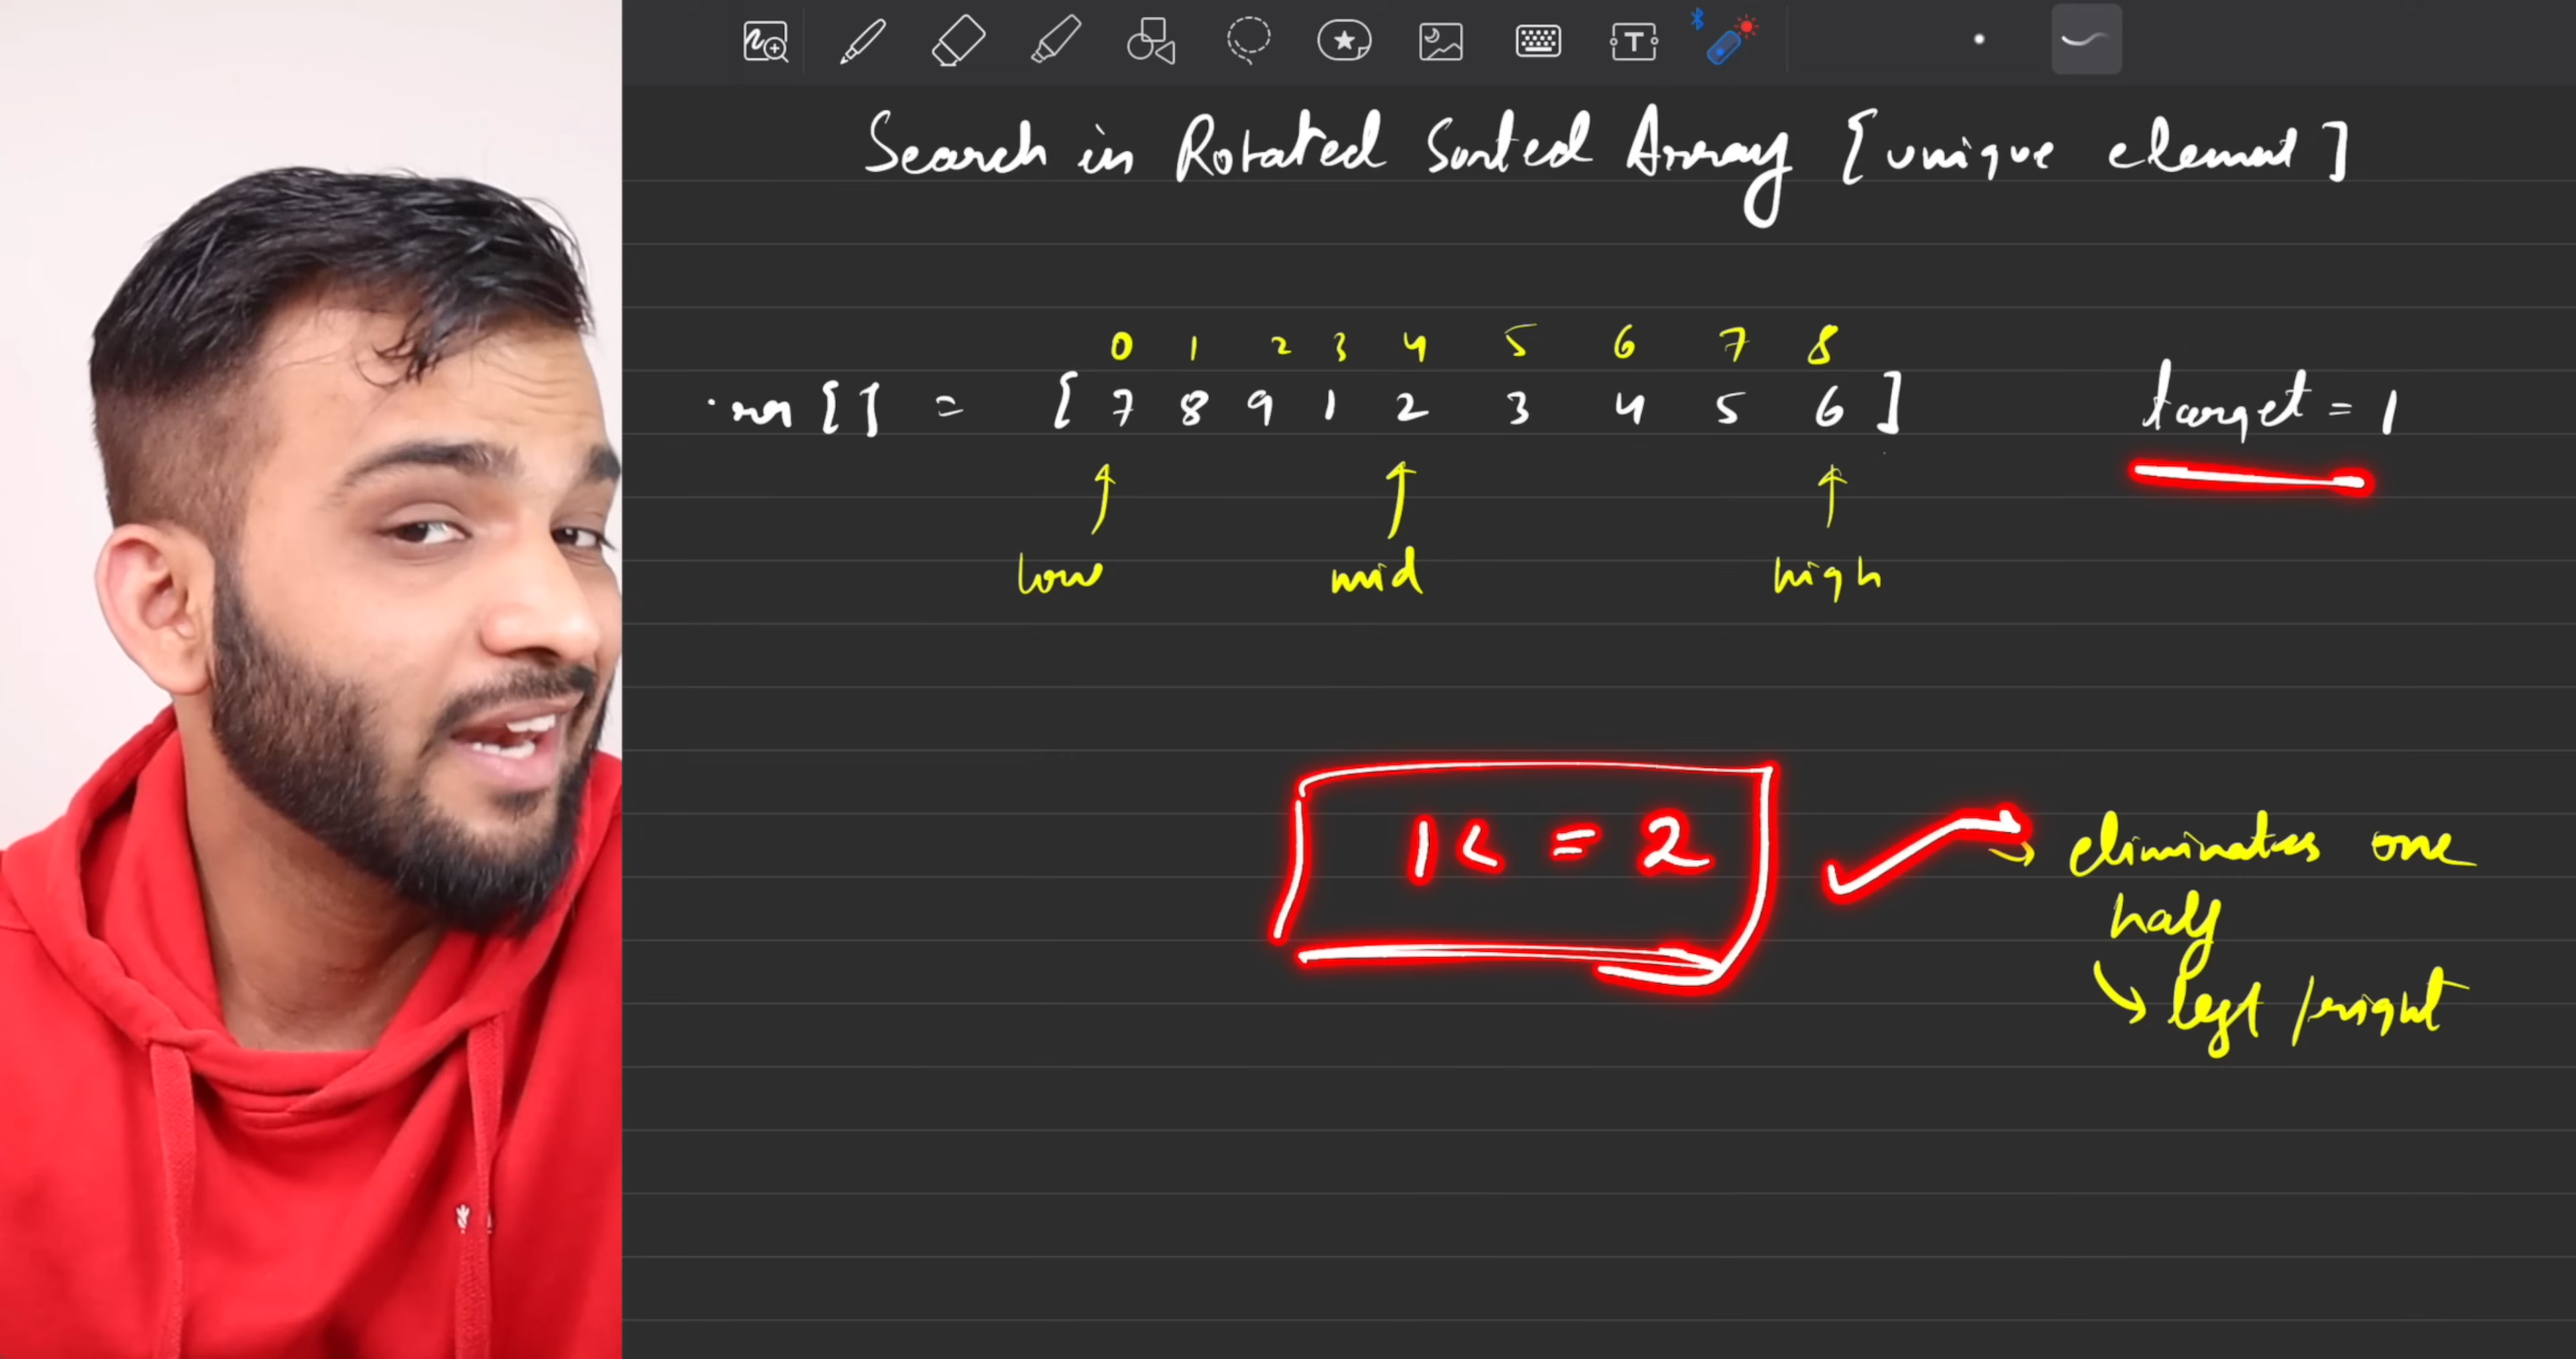 Search in Rotated Sorted Array [unique element]
0 1 2 3 4 5 6 7 8
arr[] = [ 7 8 9 1 2 3 4 5 6 ] target = 1
low mid high
1 < = 2
eliminates one
half
left / right